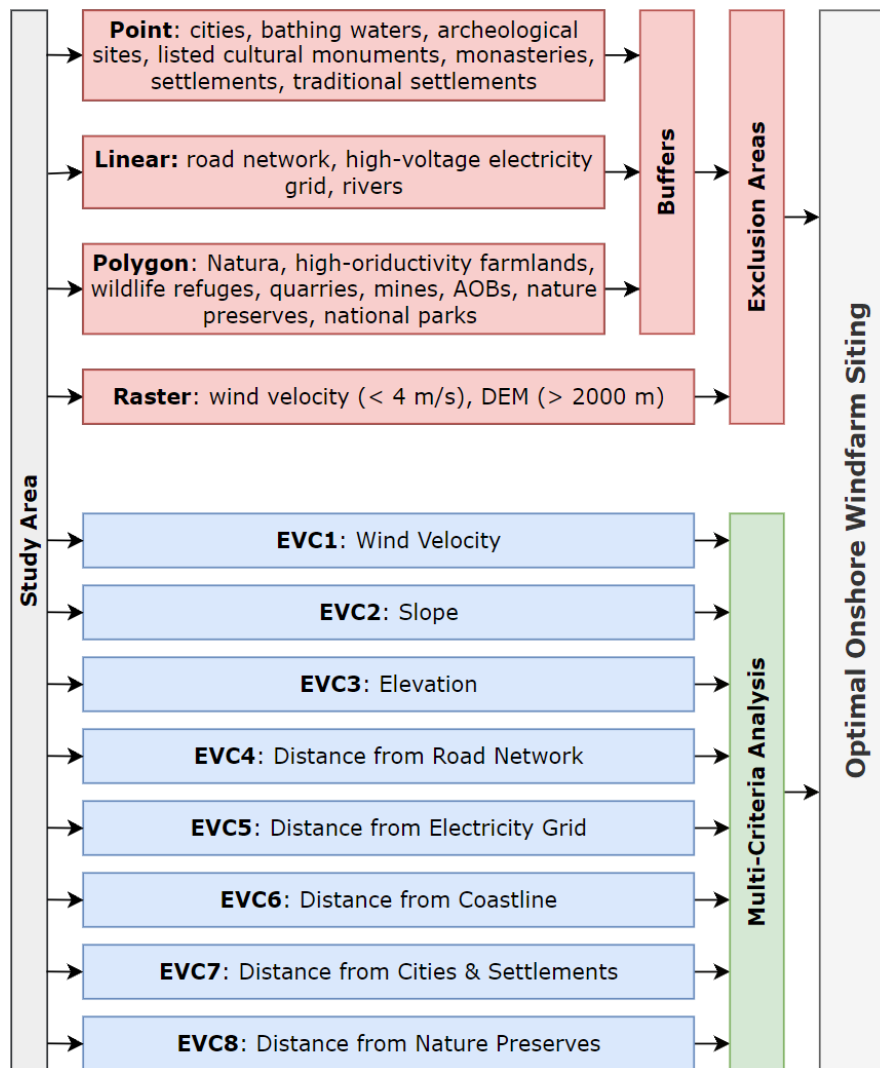 Study Area
Point: cities, bathing waters, archeological
sites, listed cultural monuments, monasteries,
settlements, traditional settlements
Linear: road network, high-voltage electricity
grid, rivers
Polygon: Natura, high-oriductivity farmlands,
wildlife refuges, quarries, mines, AOBs, nature
preserves, national parks
Buffers
Raster: wind velocity (< 4 m/s), DEM (> 2000 m)
Exclusion Areas
EVC1: Wind Velocity
EVC2: Slope
EVC3: Elevation
EVC4: Distance from Road Network
EVC5: Distance from Electricity Grid
EVC6: Distance from Coastline
EVC7: Distance from Cities & Settlements
EVC8: Distance from Nature Preserves
Multi-Criteria Analysis
Optimal Onshore Windfarm Siting